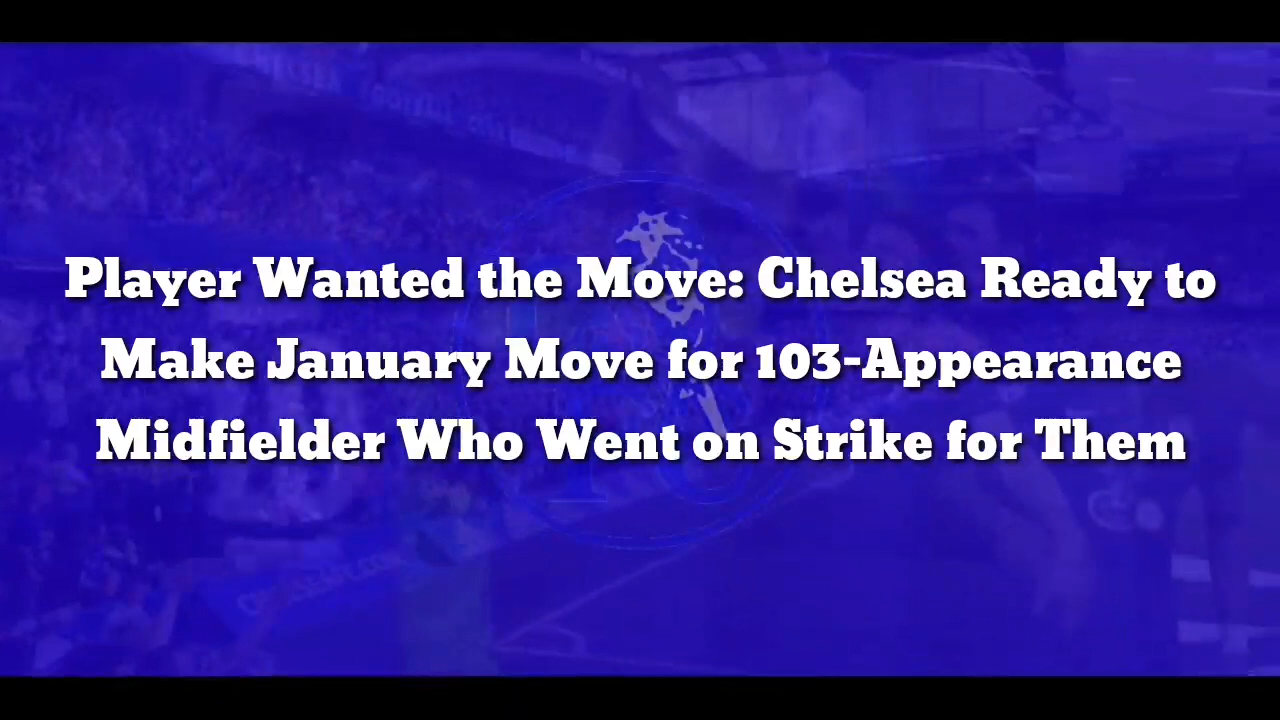 Player Wanted the Move: Chelsea Ready to
Make January Move for 103-Appearance
Midfielder Who Went on Strike for Them